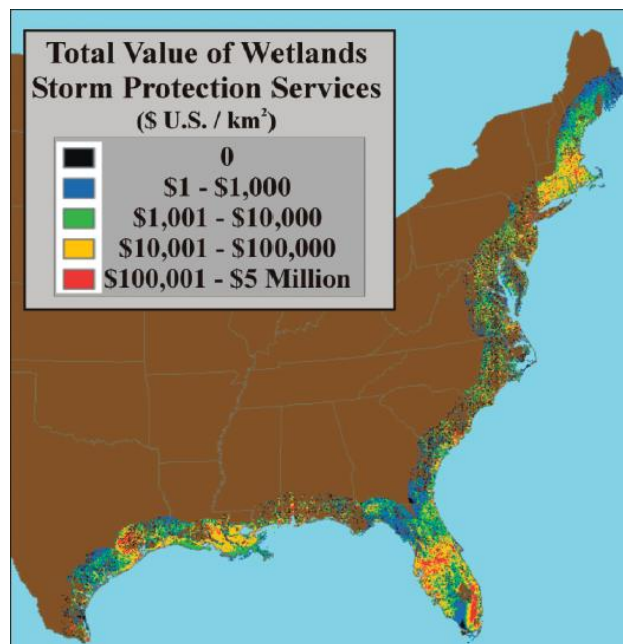 Total Value of Wetlands
Storm Protection Services
($ U.S. / km²)
0
$1 - $1,000
$1,001 - $10,000
$10,001 - $100,000
$100,001 - $5 Million